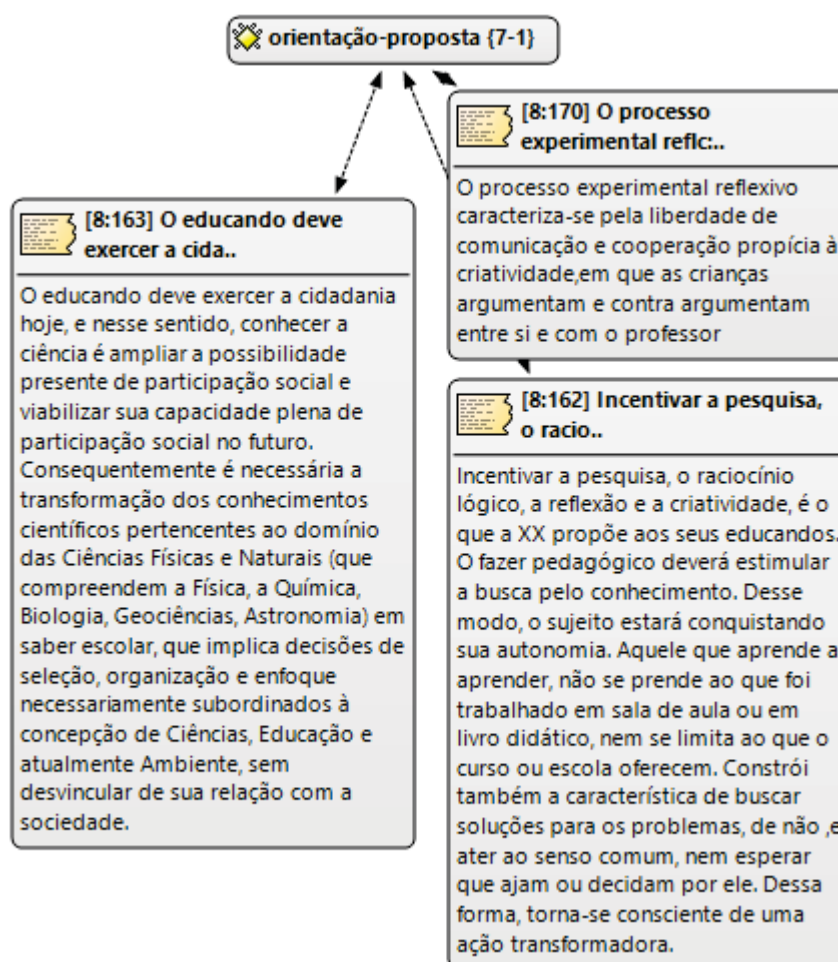 orientação-proposta {7-1}
[8:170] O processo
experimental reflc:..
O processo experimental reflexivo
caracteriza-se pela liberdade de
comunicação e cooperação propícia à
criatividade,em que as crianças
argumentam e contra argumentam
entre si e com o professor
[8:163] O educando deve
exercer a cida..
O educando deve exercer a cidadania
hoje, e nesse sentido, conhecer a
ciência é ampliar a possibilidade
presente de participação social e
viabilizar sua capacidade plena de
participação social no futuro.
Consequentemente é necessária a
transformação dos conhecimentos
científicos pertencentes ao domínio
das Ciências Físicas e Naturais (que
compreendem a Física, a Química,
Biologia, Geociências, Astronomia) em
saber escolar, que implica decisões de
seleção, organização e enfoque
necessariamente subordinados à
concepção de Ciências, Educação e
atualmente Ambiente, sem
desvincular de sua relação com a
sociedade.
[8:162] Incentivar a pesquisa,
o racio..
Incentivar a pesquisa, o raciocínio
lógico, a reflexão e a criatividade, é o
que a XX propõe aos seus educandos.
O fazer pedagógico deverá estimular
a busca pelo conhecimento. Desse
modo, o sujeito estará conquistando
sua autonomia. Aquele que aprende a
aprender, não se prende ao que foi
trabalhado em sala de aula ou em
livro didático, nem se limita ao que o
curso ou escola oferecem. Constrói
também a característica de buscar
soluções para os problemas, de não ,e
ater ao senso comum, nem esperar
que ajam ou decidam por ele. Dessa
forma, torna-se consciente de uma
ação transformadora.